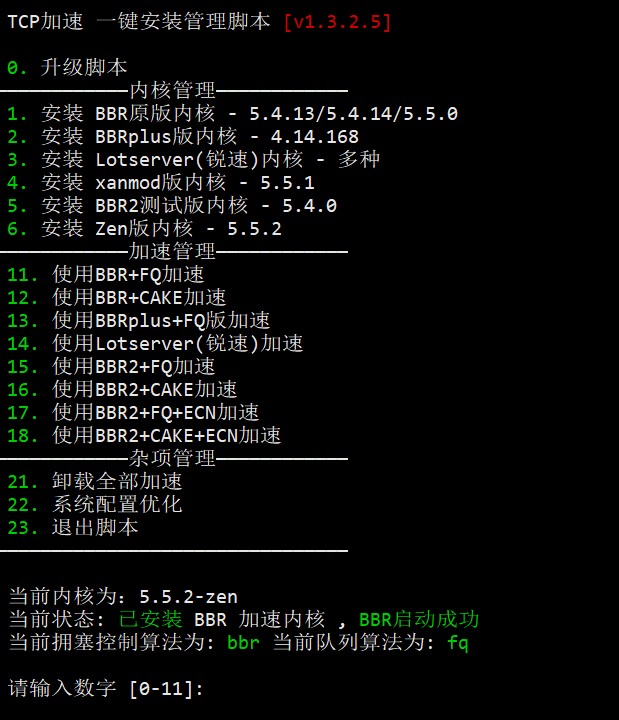 TCP加速 一键安装管理脚本 [v1.3.2.5]
0. 升级脚本
————————————内核管理————————————
1. 安装 BBR原版内核 - 5.4.13/5.4.14/5.5.0
2. 安装 BBRplus版内核 - 4.14.168
3. 安装 Lotserver(锐速)内核 - 多种
4. 安装 xanmod版内核 - 5.5.1
5. 安装 BBR2测试版内核 - 5.4.0
6. 安装 Zen版内核 - 5.5.2
————————————加速管理————————————
11. 使用BBR+FQ加速
12. 使用BBR+CAKE加速
13. 使用BBRplus+FQ版加速
14. 使用Lotserver(锐速)加速
15. 使用BBR2+FQ加速
16. 使用BBR2+CAKE加速
17. 使用BBR2+FQ+ECN加速
18. 使用BBR2+CAKE+ECN加速
————————————杂项管理————————————
21. 卸载全部加速
22. 系统配置优化
23. 退出脚本
————————————————————————————————
当前内核为：5.5.2-zen
当前状态: 已安装 BBR 加速内核 , BBR启动成功
当前拥塞控制算法为: bbr 当前队列算法为: fq
请输入数字 [0-11]: